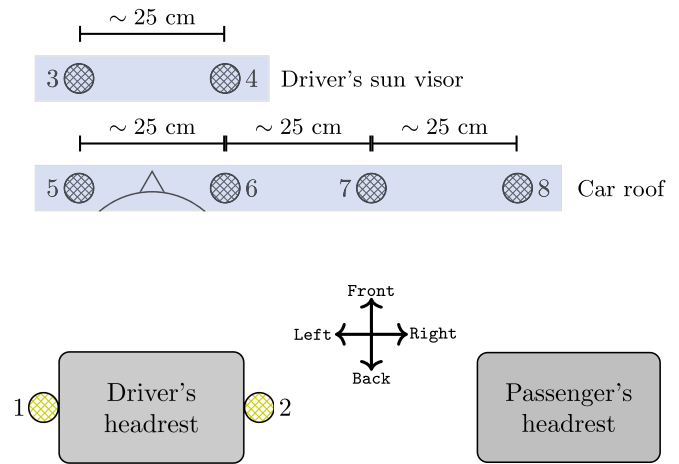 ~ 25 cm
3 4 Driver's sun visor
~ 25 cm ~ 25 cm ~ 25 cm
5 6 7 8 Car roof
Front
Left Right
Back
1 Driver's headrest 2
Passenger's headrest